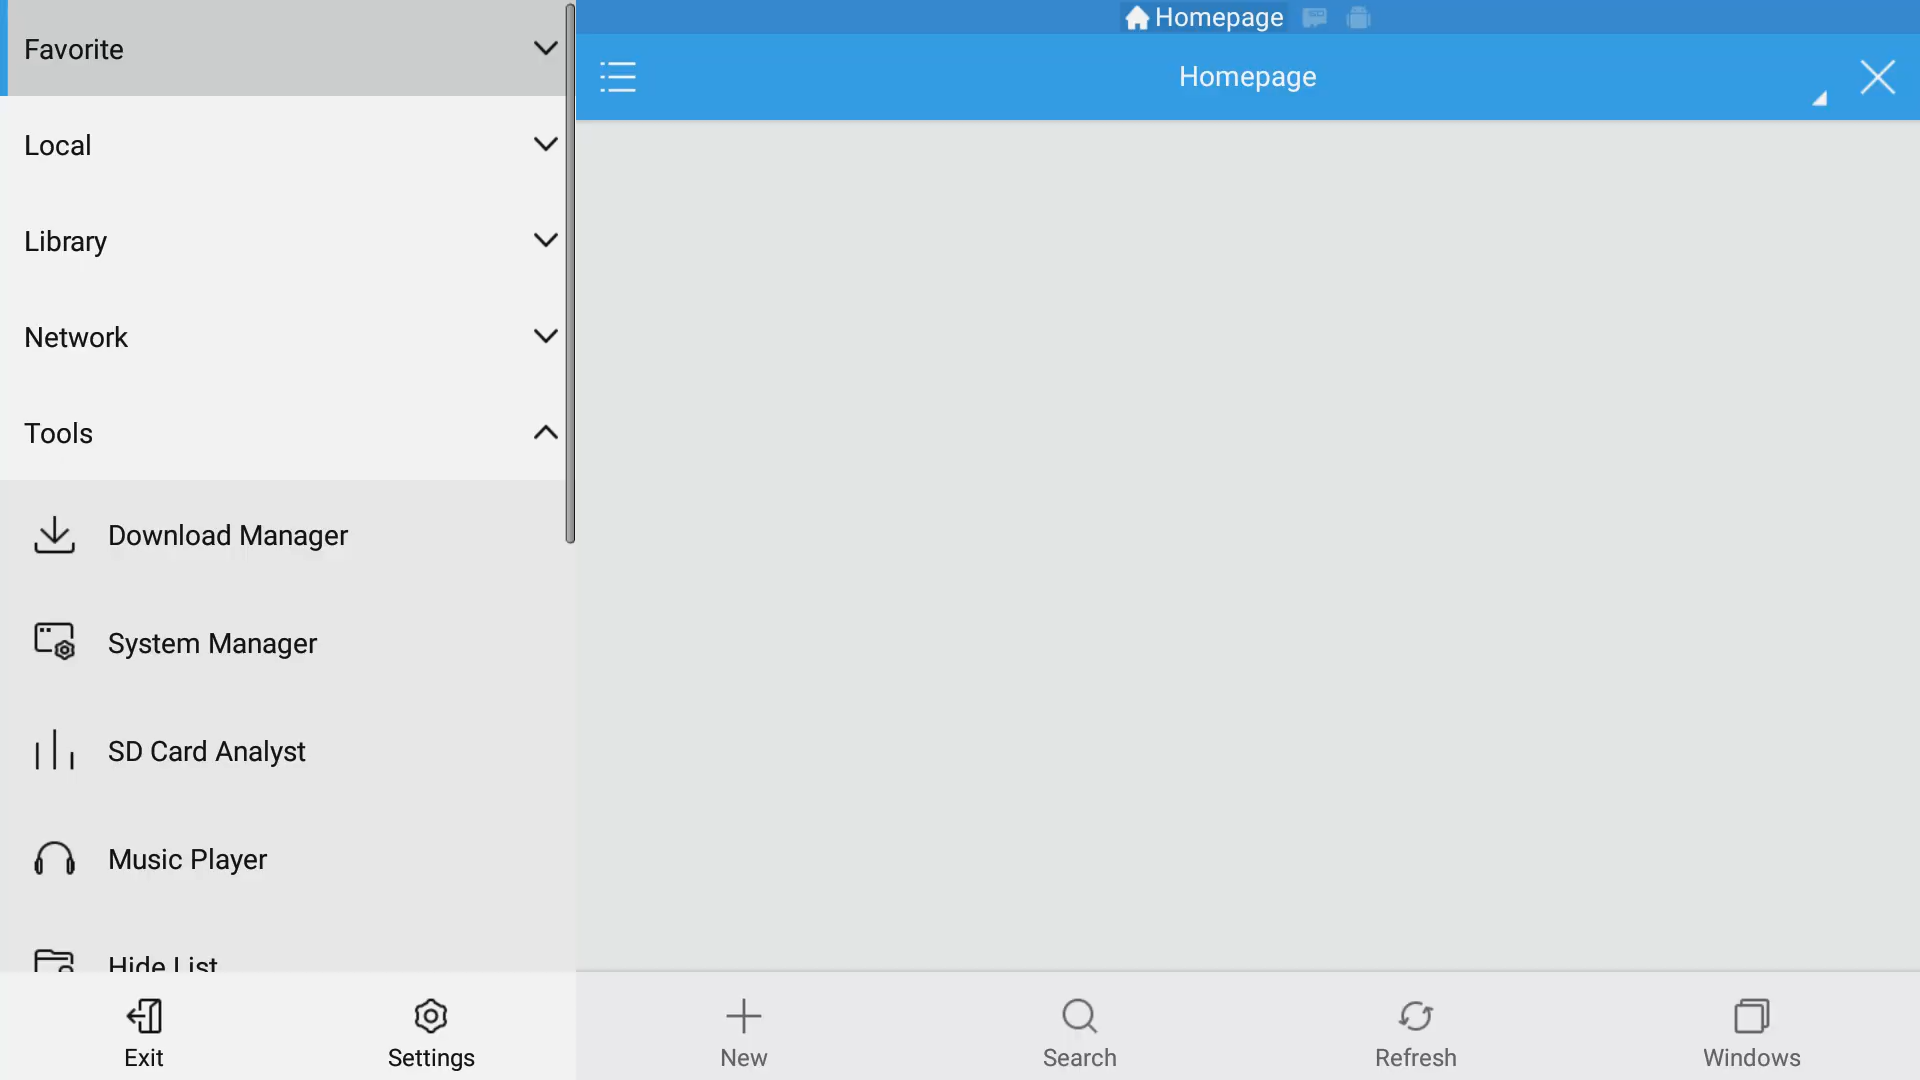 Favorite
Local
Library
Network
Tools
Download Manager
System Manager
SD Card Analyst
Music Player
Hide List
Exit
Settings
Homepage
Homepage
New
Search
Refresh
Windows